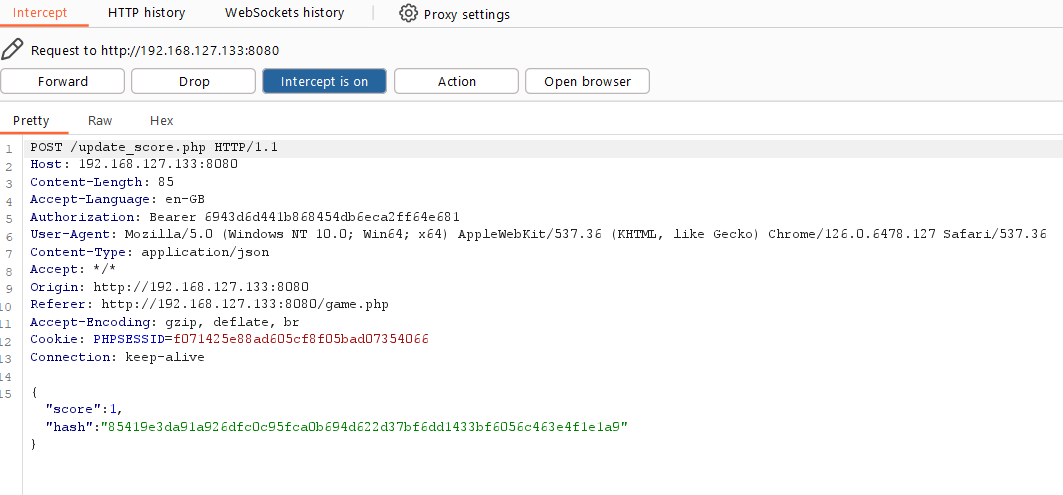 Intercept HTTP history WebSockets history Proxy settings
Request to http://192.168.127.133:8080
Forward Drop Intercept is on Action Open browser
Pretty Raw Hex
1 POST /update_score.php HTTP/1.1
2 Host: 192.168.127.133:8080
3 Content-Length: 85
4 Accept-Language: en-GB
5 Authorization: Bearer 6943d6d441b868454db6eca2ff64e681
6 User-Agent: Mozilla/5.0 (Windows NT 10.0; Win64; x64) AppleWebKit/537.36 (KHTML, like Gecko) Chrome/126.0.6478.127 Safari/537.36
7 Content-Type: application/json
8 Accept: */*
9 Origin: http://192.168.127.133:8080
10 Referer: http://192.168.127.133:8080/game.php
11 Accept-Encoding: gzip, deflate, br
12 Cookie: PHPSESSID=f071425e88ad605cf8f05bad07354066
13 Connection: keep-alive
14
15 {
"score":1,
"hash":"85419e3da91a926dfc0c95fca0b694d622d37bf6dd1433bf6056c463e4f1e1a9"
}